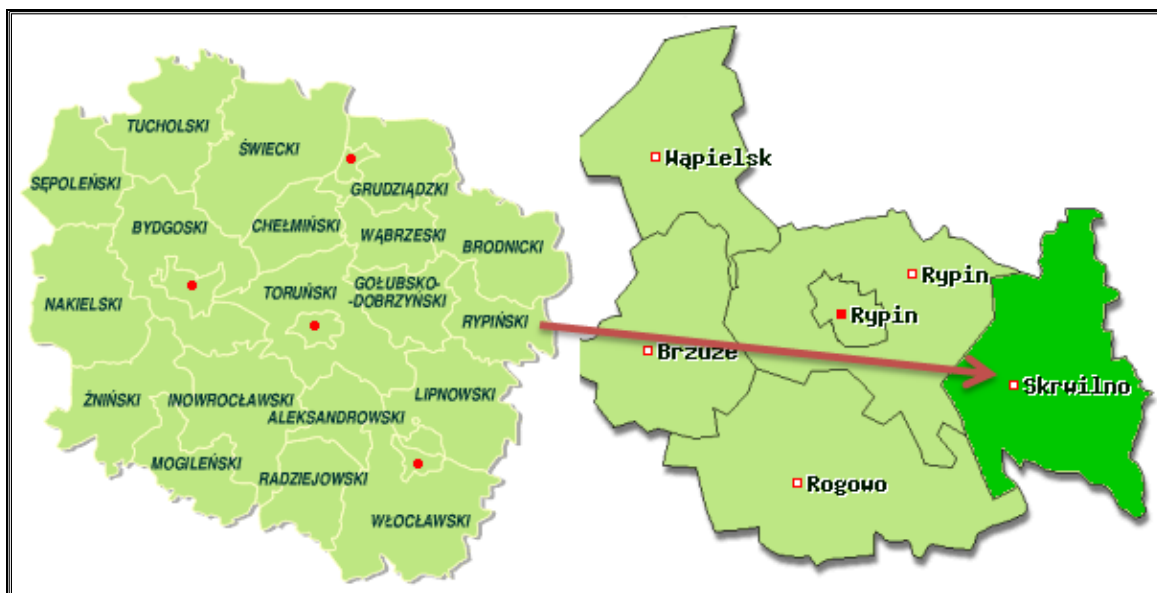 TUCHOLSKI
ŚWIECKI
SĘPOLEŃSKI
GRUDZIĄDZKI
BYDGOSKI
CHEŁMIŃSKI
WĄBRZESKI
BRODNICKI
NAKIELSKI
TORUŃSKI
GOŁUBSKO-
-DOBRZYŃSKI
RYPIŃSKI
ŻNIŃSKI
INOWROCŁAWSKI
ALEKSANDROWSKI
LIPNOWSKI
MOGILEŃSKI
RADZIEJOWSKI
WŁOCŁAWSKI
Wąpielsk
Rypin
Rypin
Brzuze
Skrwilno
Rogowo